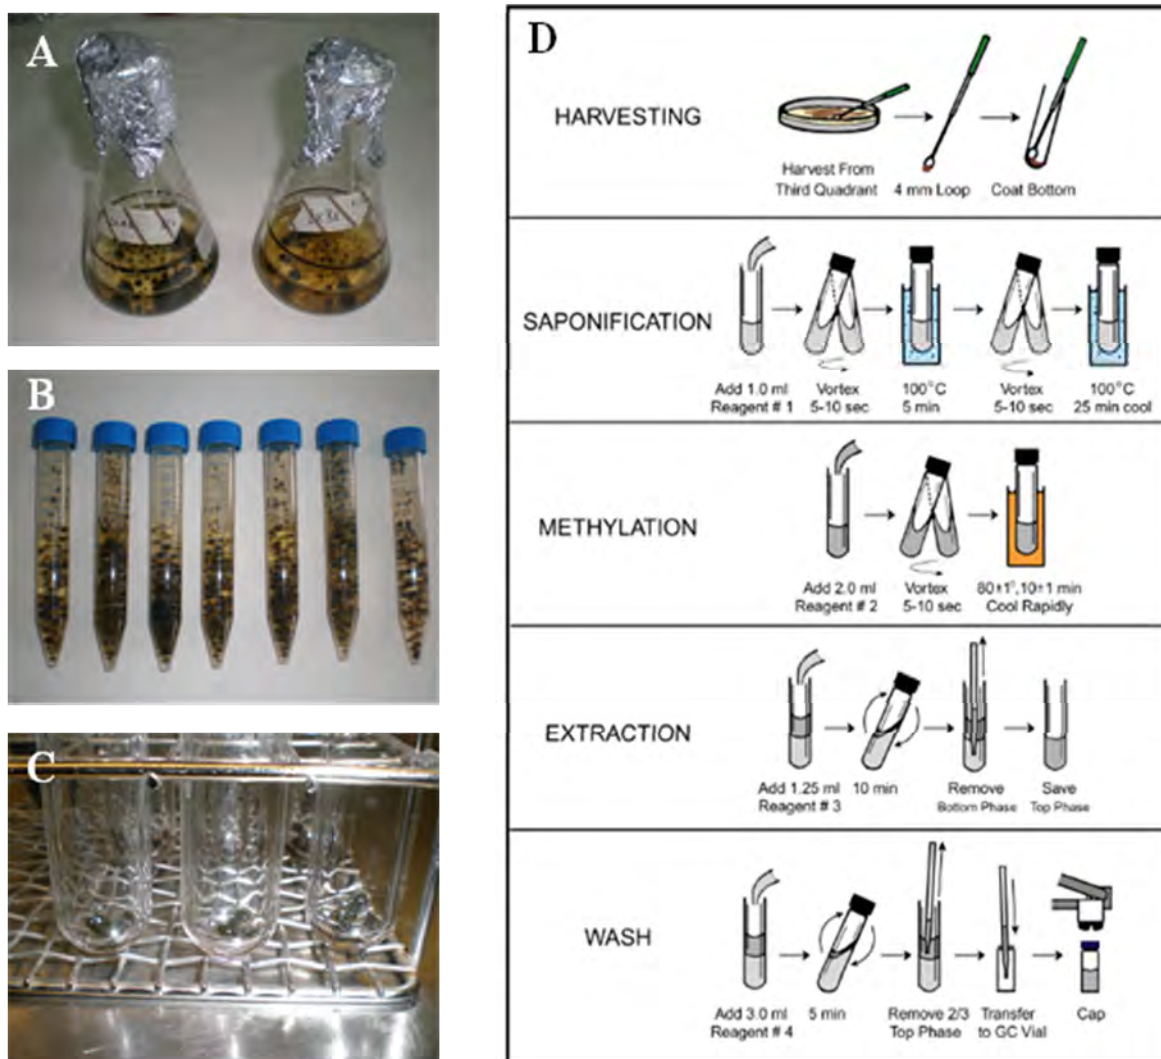 A
B
C
D
HARVESTING
Harvest From
Third Quadrant
4 mm Loop
Coat Bottom
SAPONIFICATION
Add 1.0 ml
Reagent # 1
Vortex
5-10 sec
100°C
5 min
Vortex
5-10 sec
100°C
25 min cool
METHYLATION
Add 2.0 ml
Reagent # 2
Vortex
5-10 sec
80±1°,10±1 min
Cool Rapidly
EXTRACTION
Add 1.25 ml
Reagent # 3
10 min
Remove
Bottom Phase
Save
Top Phase
WASH
Add 3.0 ml
Reagent # 4
5 min
Remove 2/3
Top Phase
Transfer
to GC Vial
Cap